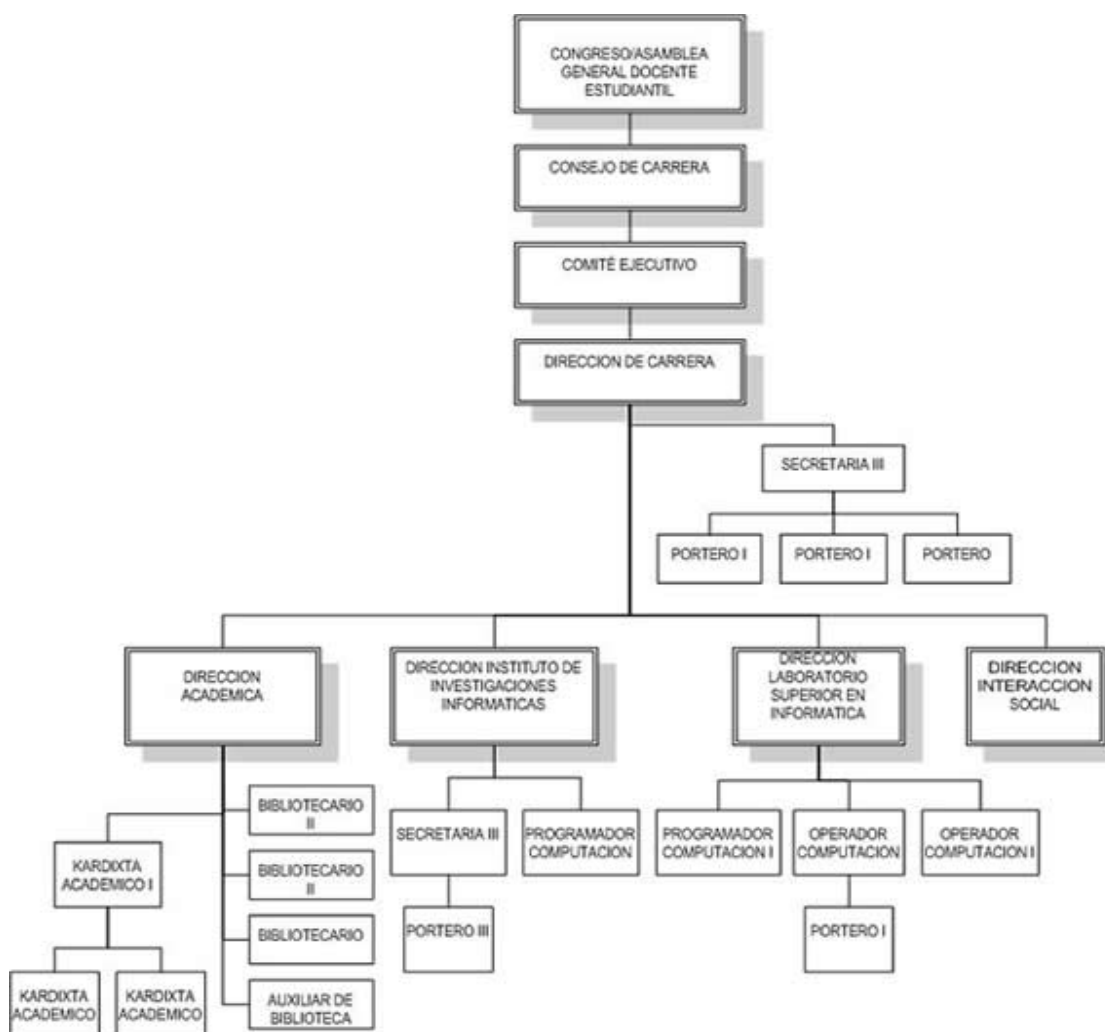 CONGRESO/ASAMBLEA
GENERAL DOCENTE
ESTUDIANTIL
CONSEJO DE CARRERA
COMITÉ EJECUTIVO
DIRECCION DE CARRERA
SECRETARIA III
PORTERO I
PORTERO I
PORTERO
DIRECCION
ACADEMICA
DIRECCION INSTITUTO DE
INVESTIGACIONES
INFORMATICAS
DIRECCION
LABORATORIO
SUPERIOR EN
INFORMATICA
DIRECCION
INTERACCION
SOCIAL
BIBLIOTECARIO
II
BIBLIOTECARIO
II
BIBLIOTECARIO
AUXILIAR DE
BIBLIOTECA
KARDIXTA
ACADEMICO I
KARDIXTA
ACADEMICO
KARDIXTA
ACADEMICO
SECRETARIA III
PROGRAMADOR
COMPUTACION
PORTERO III
PROGRAMADOR
COMPUTACION I
OPERADOR
COMPUTACION
OPERADOR
COMPUTACION I
PORTERO I